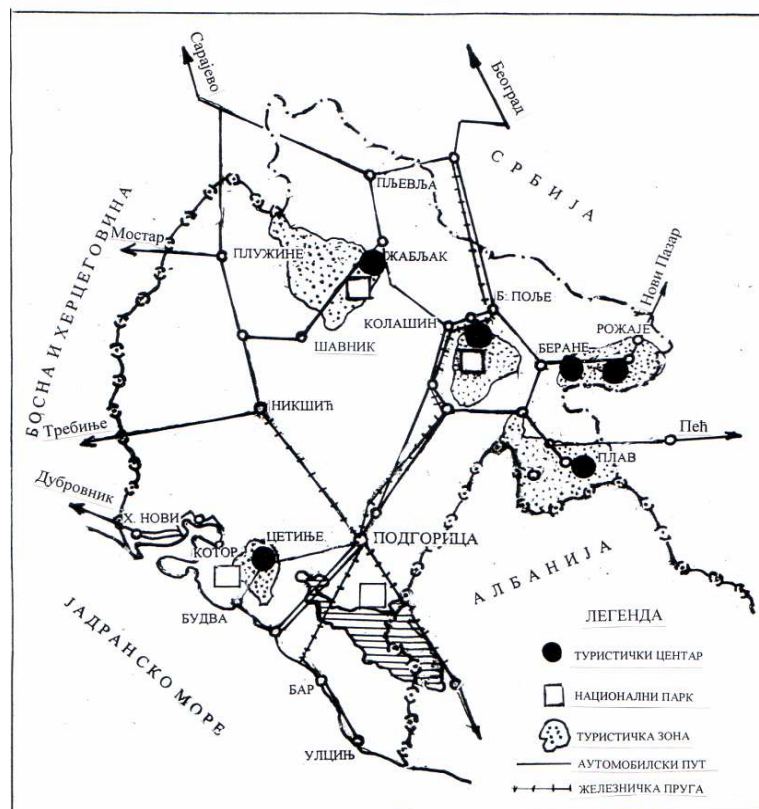 Сарајево
Београд
СРБИЈА
ПЉЕВЉА
БОСНА И ХЕРЦЕГОВИНА
Мостар
ПЛУЖИНЕ
ЖАБЉАК
Нови Пазар
Б. ПОЉЕ
КОЛАШИН
РОЖАЈЕ
ШАВНИК
БЕРАНЕ
НИКШИЋ
Требиње
Пећ
ПЛАВ
Дубровник
Х. НОВИ
ЦЕТИЊЕ
ПОДГОРИЦА
КОТОР
АЛБАНИЈА
БУДВА
ЈАДРАНСКО МОРЕ
БАР
УЛЦИЊ
ЛЕГЕНДА
ТУРИСТИЧКИ ЦЕНТАР
НАЦИОНАЛНИ ПАРК
ТУРИСТИЧКА ЗОНА
АУТОМОБИЛСКИ ПУТ
ЖЕЛЕЗНИЧКА ПРУГА